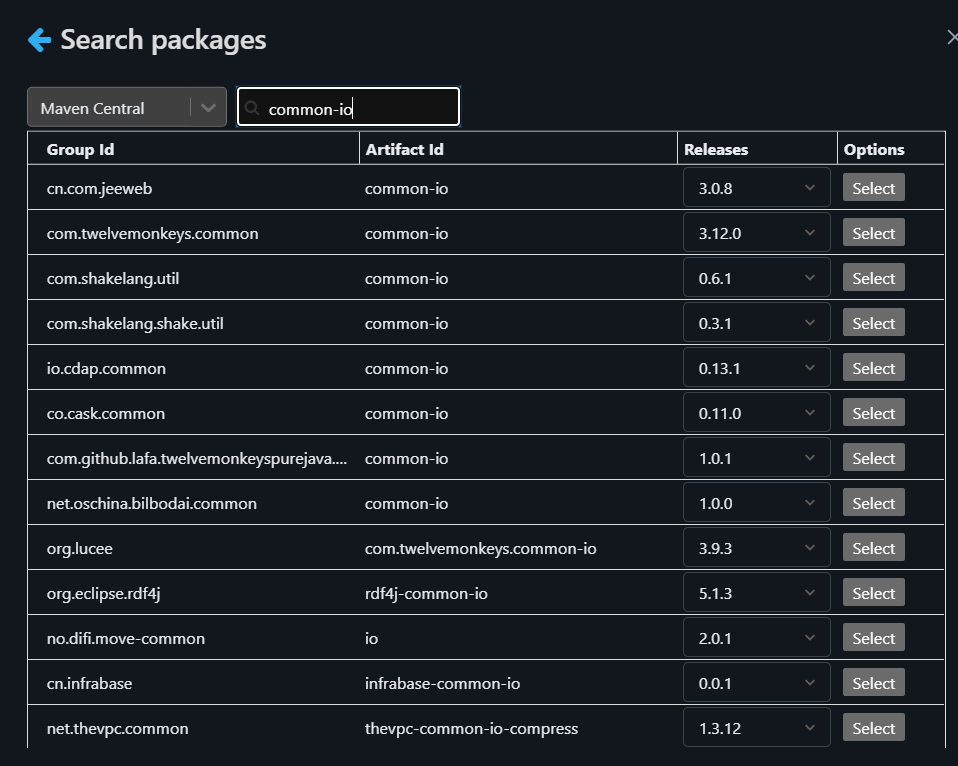 Search packages
Maven Central common-io
Group Id Artifact Id Releases Options
cn.com.jeeweb common-io 3.0.8 Select
com.twelvemonkeys.common common-io 3.12.0 Select
com.shakelang.util common-io 0.6.1 Select
com.shakelang.shake.util common-io 0.3.1 Select
io.cdap.common common-io 0.13.1 Select
co.cask.common common-io 0.11.0 Select
com.github.lafa.twelvemonkeyspurejava.... common-io 1.0.1 Select
net.oschina.bilbodai.common common-io 1.0.0 Select
org.lucee com.twelvemonkeys.common-io 3.9.3 Select
org.eclipse.rdf4j rdf4j-common-io 5.1.3 Select
no.difi.move-common io 2.0.1 Select
cn.infrabase infrabase-common-io 0.0.1 Select
net.thevpc.common thevpc-common-io-compress 1.3.12 Select